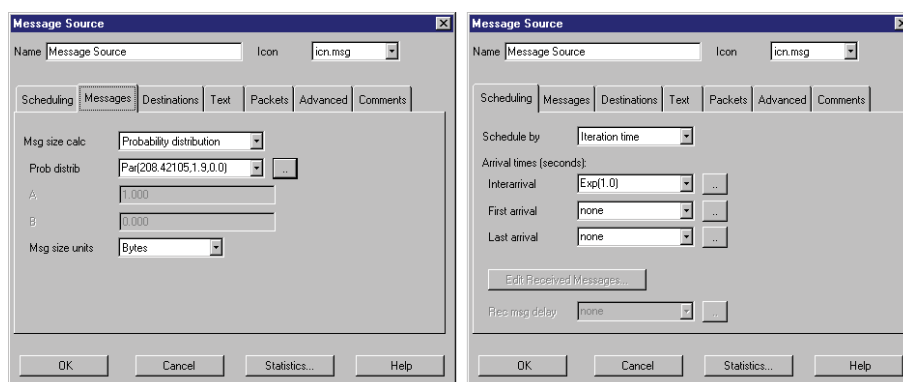 Message Source
Name Message Source Icon icn.msg
Scheduling Messages Destinations Text Packets Advanced Comments
Msg size calc Probability distribution
Prob distrib Par(208.42105,1.9,0.0) ..
A 1.000
B 0.000
Msg size units Bytes
OK Cancel Statistics... Help
Message Source
Name Message Source Icon icn.msg
Scheduling Messages Destinations Text Packets Advanced Comments
Schedule by Iteration time
Arrival times (seconds):
Interarrival Exp(1.0) ..
First arrival none ..
Last arrival none ..
Edit Received Messages...
Rec msg delay none ..
OK Cancel Statistics... Help